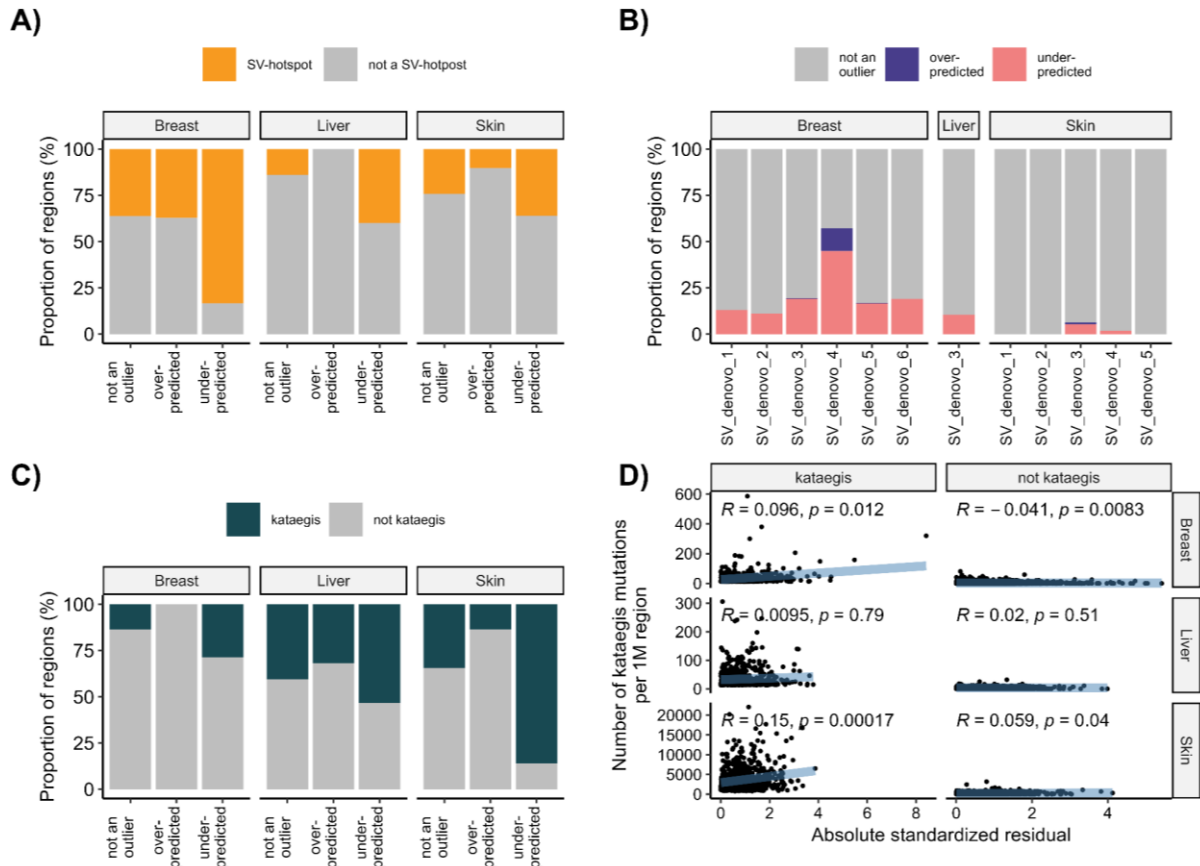 A)
SV-hotspot
not a SV-hotpost
Breast
Liver
Skin
Proportion of regions (%)
100
75
50
25
0
not an
outlier
over-
predicted
under-
predicted
not an
outlier
over-
predicted
under-
predicted
not an
outlier
over-
predicted
under-
predicted
B)
not an
outlier
over-
predicted
under-
predicted
Breast
Liver
Skin
Proportion of regions (%)
100
75
50
25
0
SV_denovo_1
SV_denovo_2
SV_denovo_3
SV_denovo_4
SV_denovo_5
SV_denovo_6
SV_denovo_3
SV_denovo_1
SV_denovo_2
SV_denovo_3
SV_denovo_4
SV_denovo_5
C)
kataegis
not kataegis
Breast
Liver
Skin
Proportion of regions (%)
100
75
50
25
0
not an
outlier
over-
predicted
under-
predicted
not an
outlier
over-
predicted
under-
predicted
not an
outlier
over-
predicted
under-
predicted
D)
kataegis
not kataegis
Number of kataegis mutations
per 1M region
600
400
200
0
R = 0.096, p = 0.012
R = − 0.041, p = 0.0083
Breast
300
200
100
0
R = 0.0095, p = 0.79
R = 0.02, p = 0.51
Liver
20000
15000
10000
5000
0
R = 0.15, p = 0.00017
R = 0.059, p = 0.04
Skin
0
2
4
6
8
0
4
Absolute standardized residual